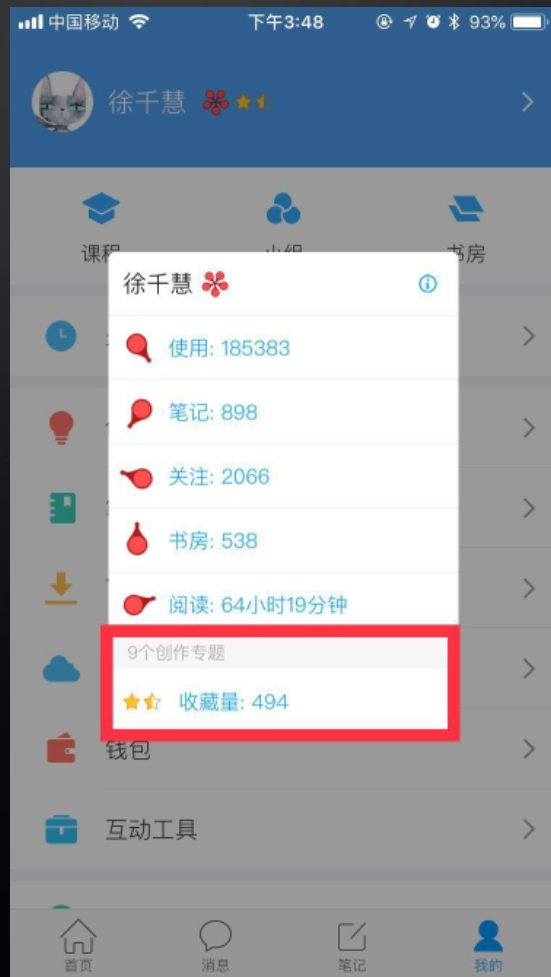 中国移动 下午3:48 93%
徐千慧
课程 小组 书房
徐千慧
使用: 185383
笔记: 898
关注: 2066
书房: 538
阅读: 64小时19分钟
9个创作专题
收藏量: 494
钱包
互动工具
首页 消息 笔记 我的